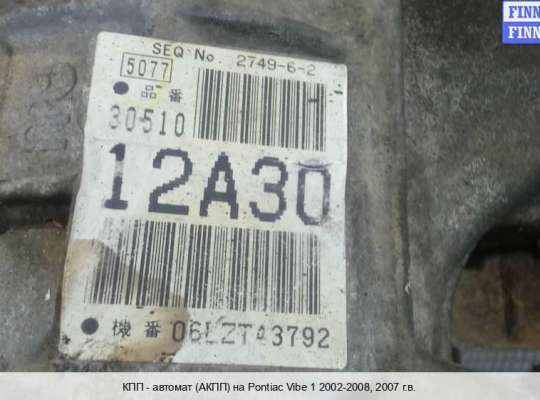 FINN
FINN
SEQ No 2749-6-2
5077
品番
30510
12A30
機番 06LZTA3792
КПП - автомат (АКПП) на Pontiac Vibe 1 2002-2008, 2007 г.в.